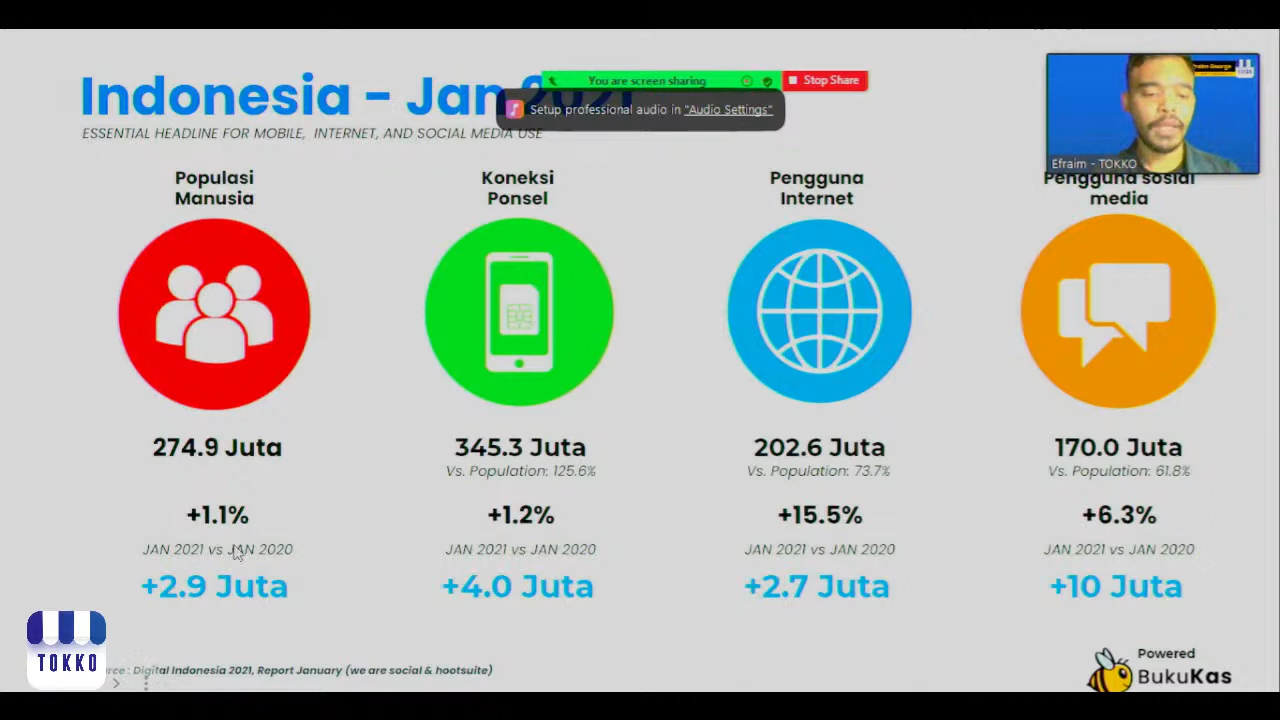 Indonesia - Jan 2021
You are screen sharing
Stop Share
Setup professional audio in "Audio Settings"
ESSENTIAL HEADLINE FOR MOBILE, INTERNET, AND SOCIAL MEDIA USE
Efraim - TOKKO
Populasi
Manusia
Koneksi
Ponsel
Pengguna
Internet
Pengguna sosial
media
274.9 Juta
345.3 Juta
202.6 Juta
170.0 Juta
Vs. Population: 125.6%
Vs. Population: 73.7%
Vs. Population: 61.8%
+1.1%
+1.2%
+15.5%
+6.3%
JAN 2021 vs JAN 2020
JAN 2021 vs JAN 2020
JAN 2021 vs JAN 2020
JAN 2021 vs JAN 2020
+2.9 Juta
+4.0 Juta
+2.7 Juta
+10 Juta
TOKKO
: Digital Indonesia 2021, Report January (we are social & hootsuite)
Powered
BukuKas